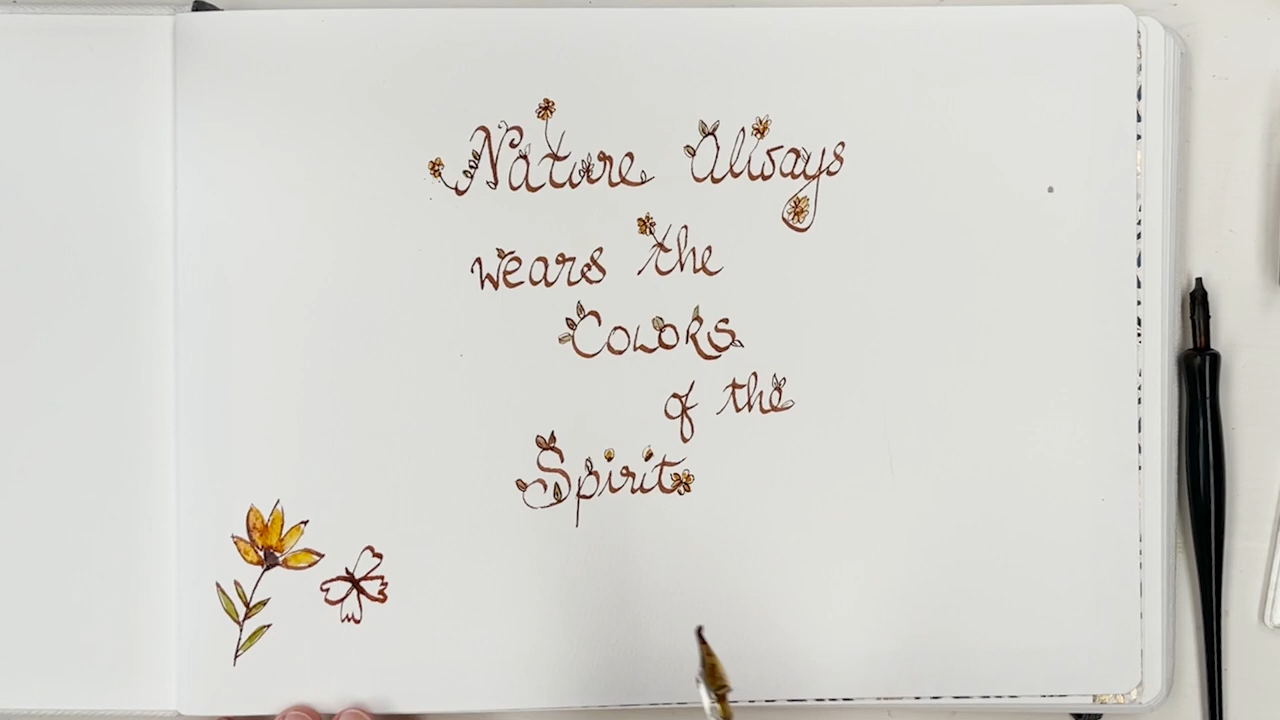 Nature Always
wears the
Colors
of the
Spirit